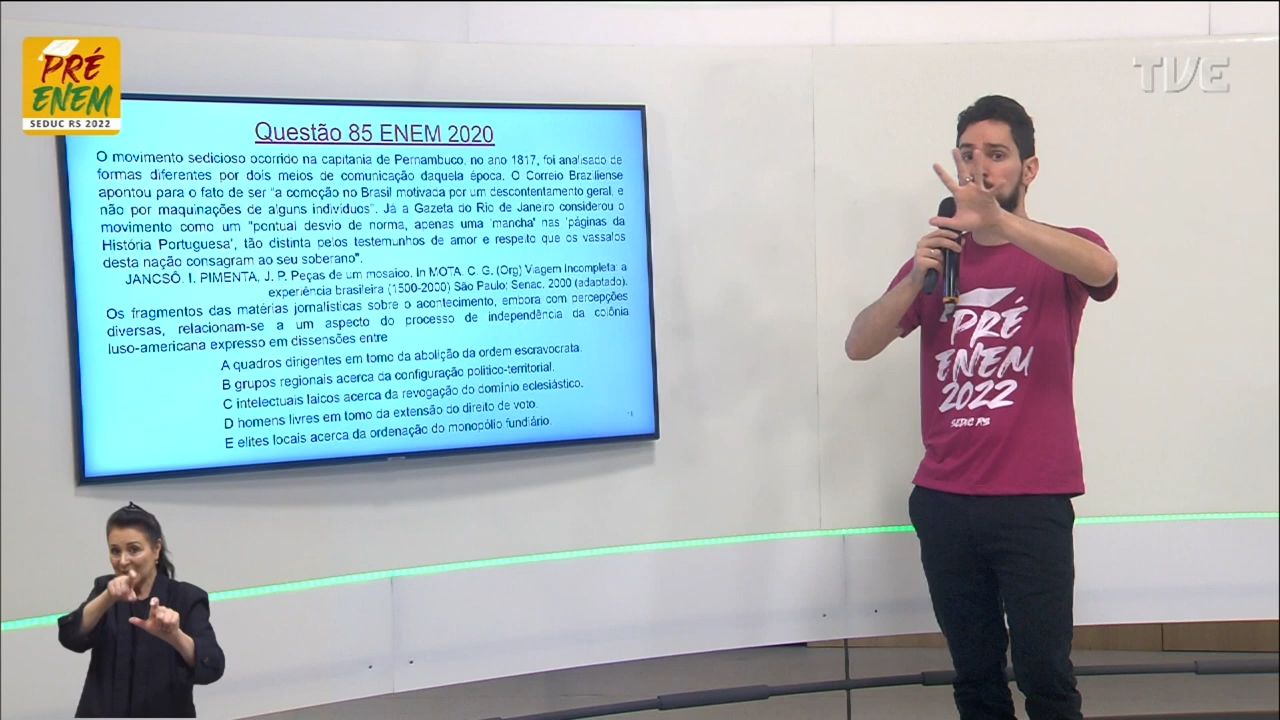 PRÉ
ENEM
SEDUC RS 2022
TVE
Questão 85 ENEM 2020
O movimento sedicioso ocorrido na capitania de Pernambuco, no ano 1817, foi analisado de
formas diferentes por dois meios de comunicação daquela época. O Correio Braziliense
apontou para o fato de ser "a comoção no Brasil motivada por um descontentamento geral, e
não por maquinações de alguns indivíduos". Já a Gazeta do Rio de Janeiro considerou o
movimento como um "pontual desvio de norma, apenas uma 'mancha' nas 'páginas da
História Portuguesa', tão distinta pelos testemunhos de amor e respeito que os vassalos
desta nação consagram ao seu soberano".
JANCSÓ. I. PIMENTA, J. P. Peças de um mosaico. In MOTA, C. G. (Org) Viagem Incompleta: a
experiência brasileira (1500-2000) São Paulo: Senac, 2000 (adaptado).
Os fragmentos das matérias jornalísticas sobre o acontecimento, embora com percepções
diversas, relacionam-se a um aspecto do processo de independência da colônia
luso-americana expresso em dissensões entre
A quadros dirigentes em torno da abolição da ordem escravocrata.
B grupos regionais acerca da configuração político-territorial.
C intelectuais laicos acerca da revogação do domínio eclesiástico.
D homens livres em torno da extensão do direito de voto.
E elites locais acerca da ordenação do monopólio fundiário.
PRÉ
ENEM
2022
SEDUC RS